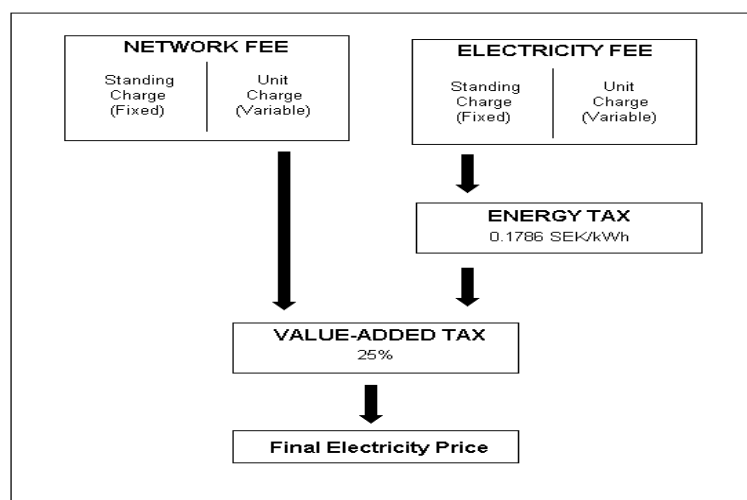 NETWORK FEE
Standing
Charge
(Fixed)
Unit
Charge
(Variable)
ELECTRICITY FEE
Standing
Charge
(Fixed)
Unit
Charge
(Variable)
ENERGY TAX
0.1786 SEK/kWh
VALUE-ADDED TAX
25%
Final Electricity Price